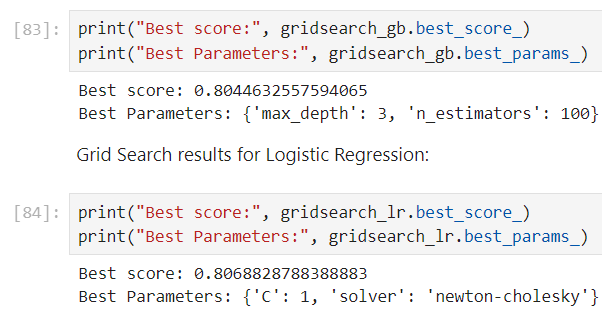 [83]: print("Best score:", gridsearch_gb.best_score_)
print("Best Parameters:", gridsearch_gb.best_params_)
Best score: 0.8044632557594065
Best Parameters: {'max_depth': 3, 'n_estimators': 100}
Grid Search results for Logistic Regression:
[84]: print("Best score:", gridsearch_lr.best_score_)
print("Best Parameters:", gridsearch_lr.best_params_)
Best score: 0.8068828788388883
Best Parameters: {'C': 1, 'solver': 'newton-cholesky'}